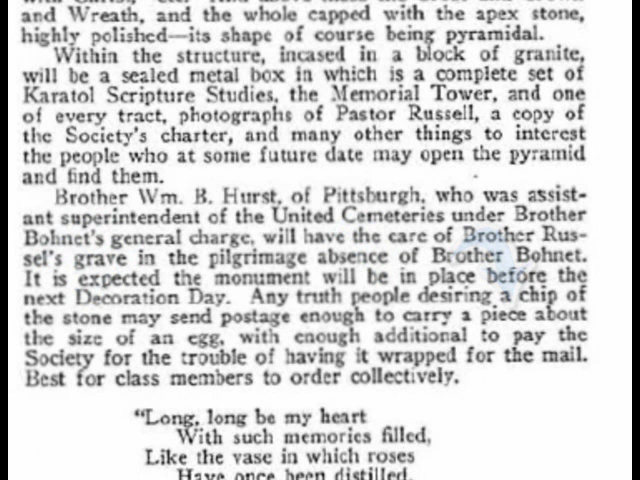 and Wreath, and the whole capped with the apex stone,
highly polished—its shape of course being pyramidal.
Within the structure, incased in a block of granite,
will be a sealed metal box in which is a complete set of
Karatol Scripture Studies, the Memorial Tower, and one
of every tract, photographs of Pastor Russell, a copy of
the Society's charter, and many other things to interest
the people who at some future date may open the pyramid
and find them.
Brother Wm. B. Hurst, of Pittsburgh, who was assist-
ant superintendent of the United Cemeteries under Brother
Bohnet's general charge, will have the care of Brother Rus-
sel's grave in the pilgrimage absence of Brother Bohnet.
It is expected the monument will be in place before the
next Decoration Day. Any truth people desiring a chip of
the stone may send postage enough to carry a piece about
the size of an egg, with enough additional to pay the
Society for the trouble of having it wrapped for the mail.
Best for class members to order collectively.
"Long, long be my heart
With such memories filled,
Like the vase in which roses
Have once been distilled.